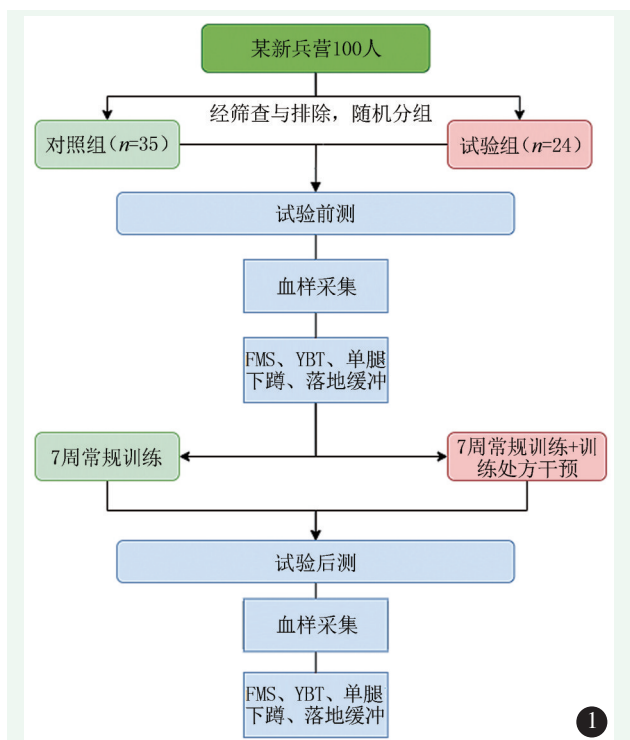 某新兵营100人
经筛查与排除，随机分组
对照组（n=35）
试验组（n=24）
试验前测
血样采集
FMS、YBT、单腿
下蹲、落地缓冲
7周常规训练
7周常规训练+训
练处方干预
试验后测
血样采集
FMS、YBT、单腿
下蹲、落地缓冲
1